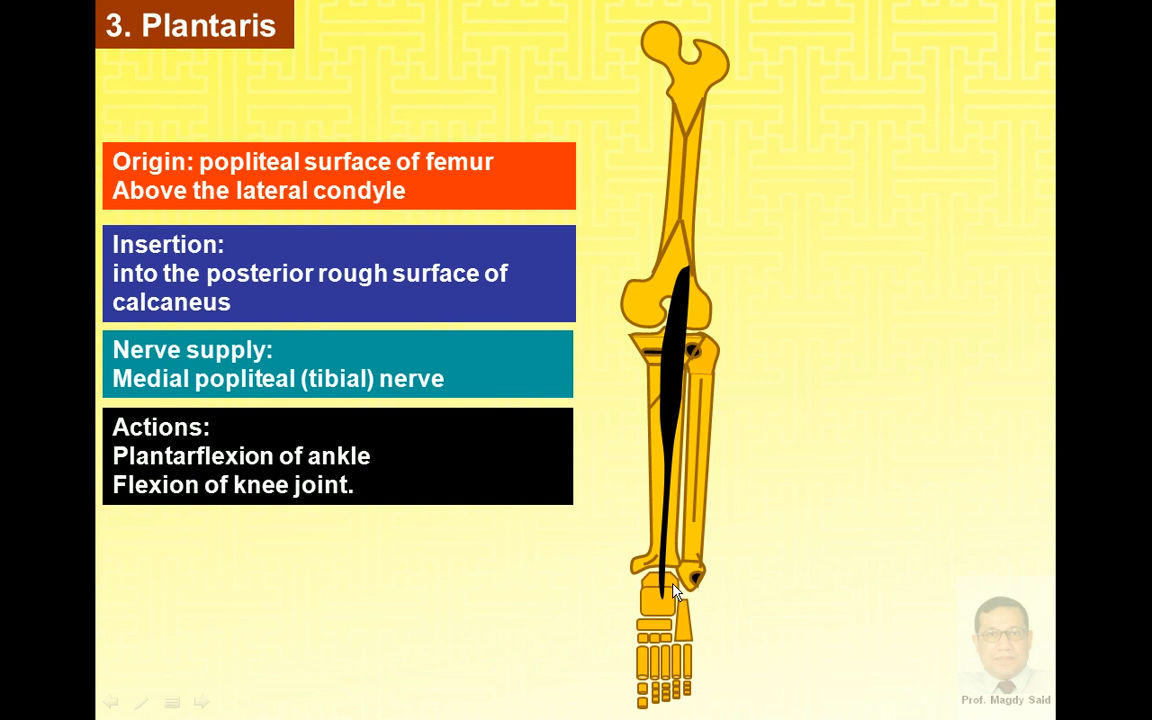 3. Plantaris
Origin: popliteal surface of femur
Above the lateral condyle
Insertion:
into the posterior rough surface of
calcaneus
Nerve supply:
Medial popliteal (tibial) nerve
Actions:
Plantarflexion of ankle
Flexion of knee joint.
Prof. Magdy Said